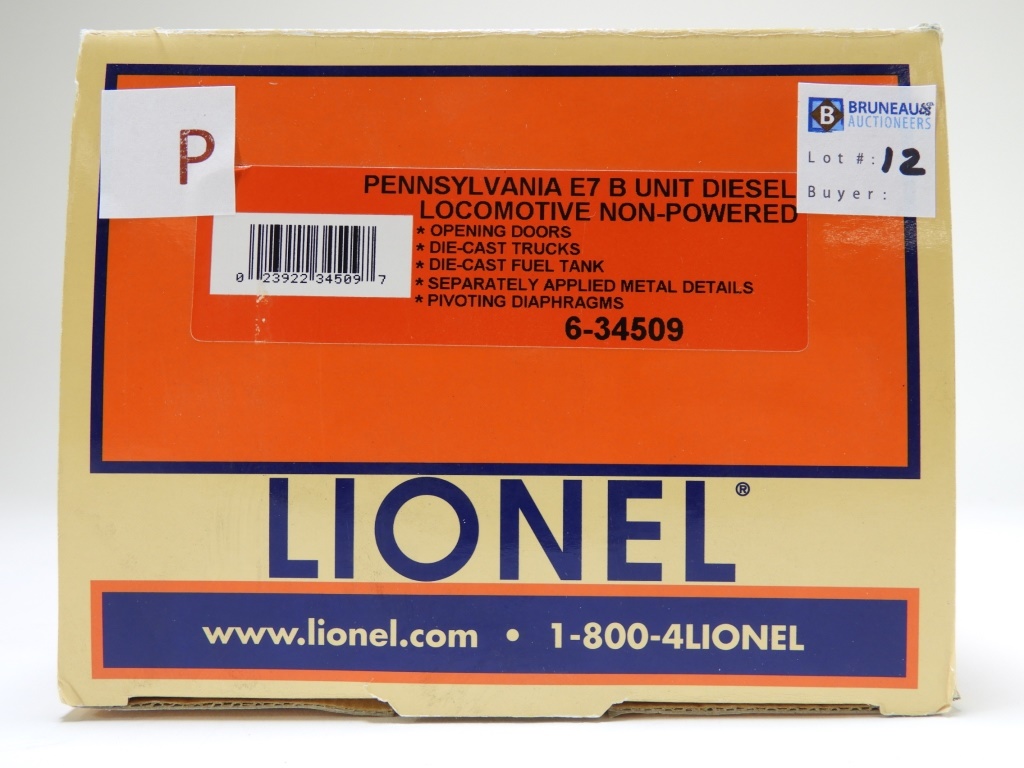 P
BRUNEAU & CO.
AUCTIONEERS
Lot #: 12
Buyer:
PENNSYLVANIA E7 B UNIT DIESEL
LOCOMOTIVE NON-POWERED
* OPENING DOORS
* DIE-CAST TRUCKS
* DIE-CAST FUEL TANK
* SEPARATELY APPLIED METAL DETAILS
* PIVOTING DIAPHRAGMS
0 23922 34509 7
6-34509
LIONEL®
www.lionel.com • 1-800-4LIONEL